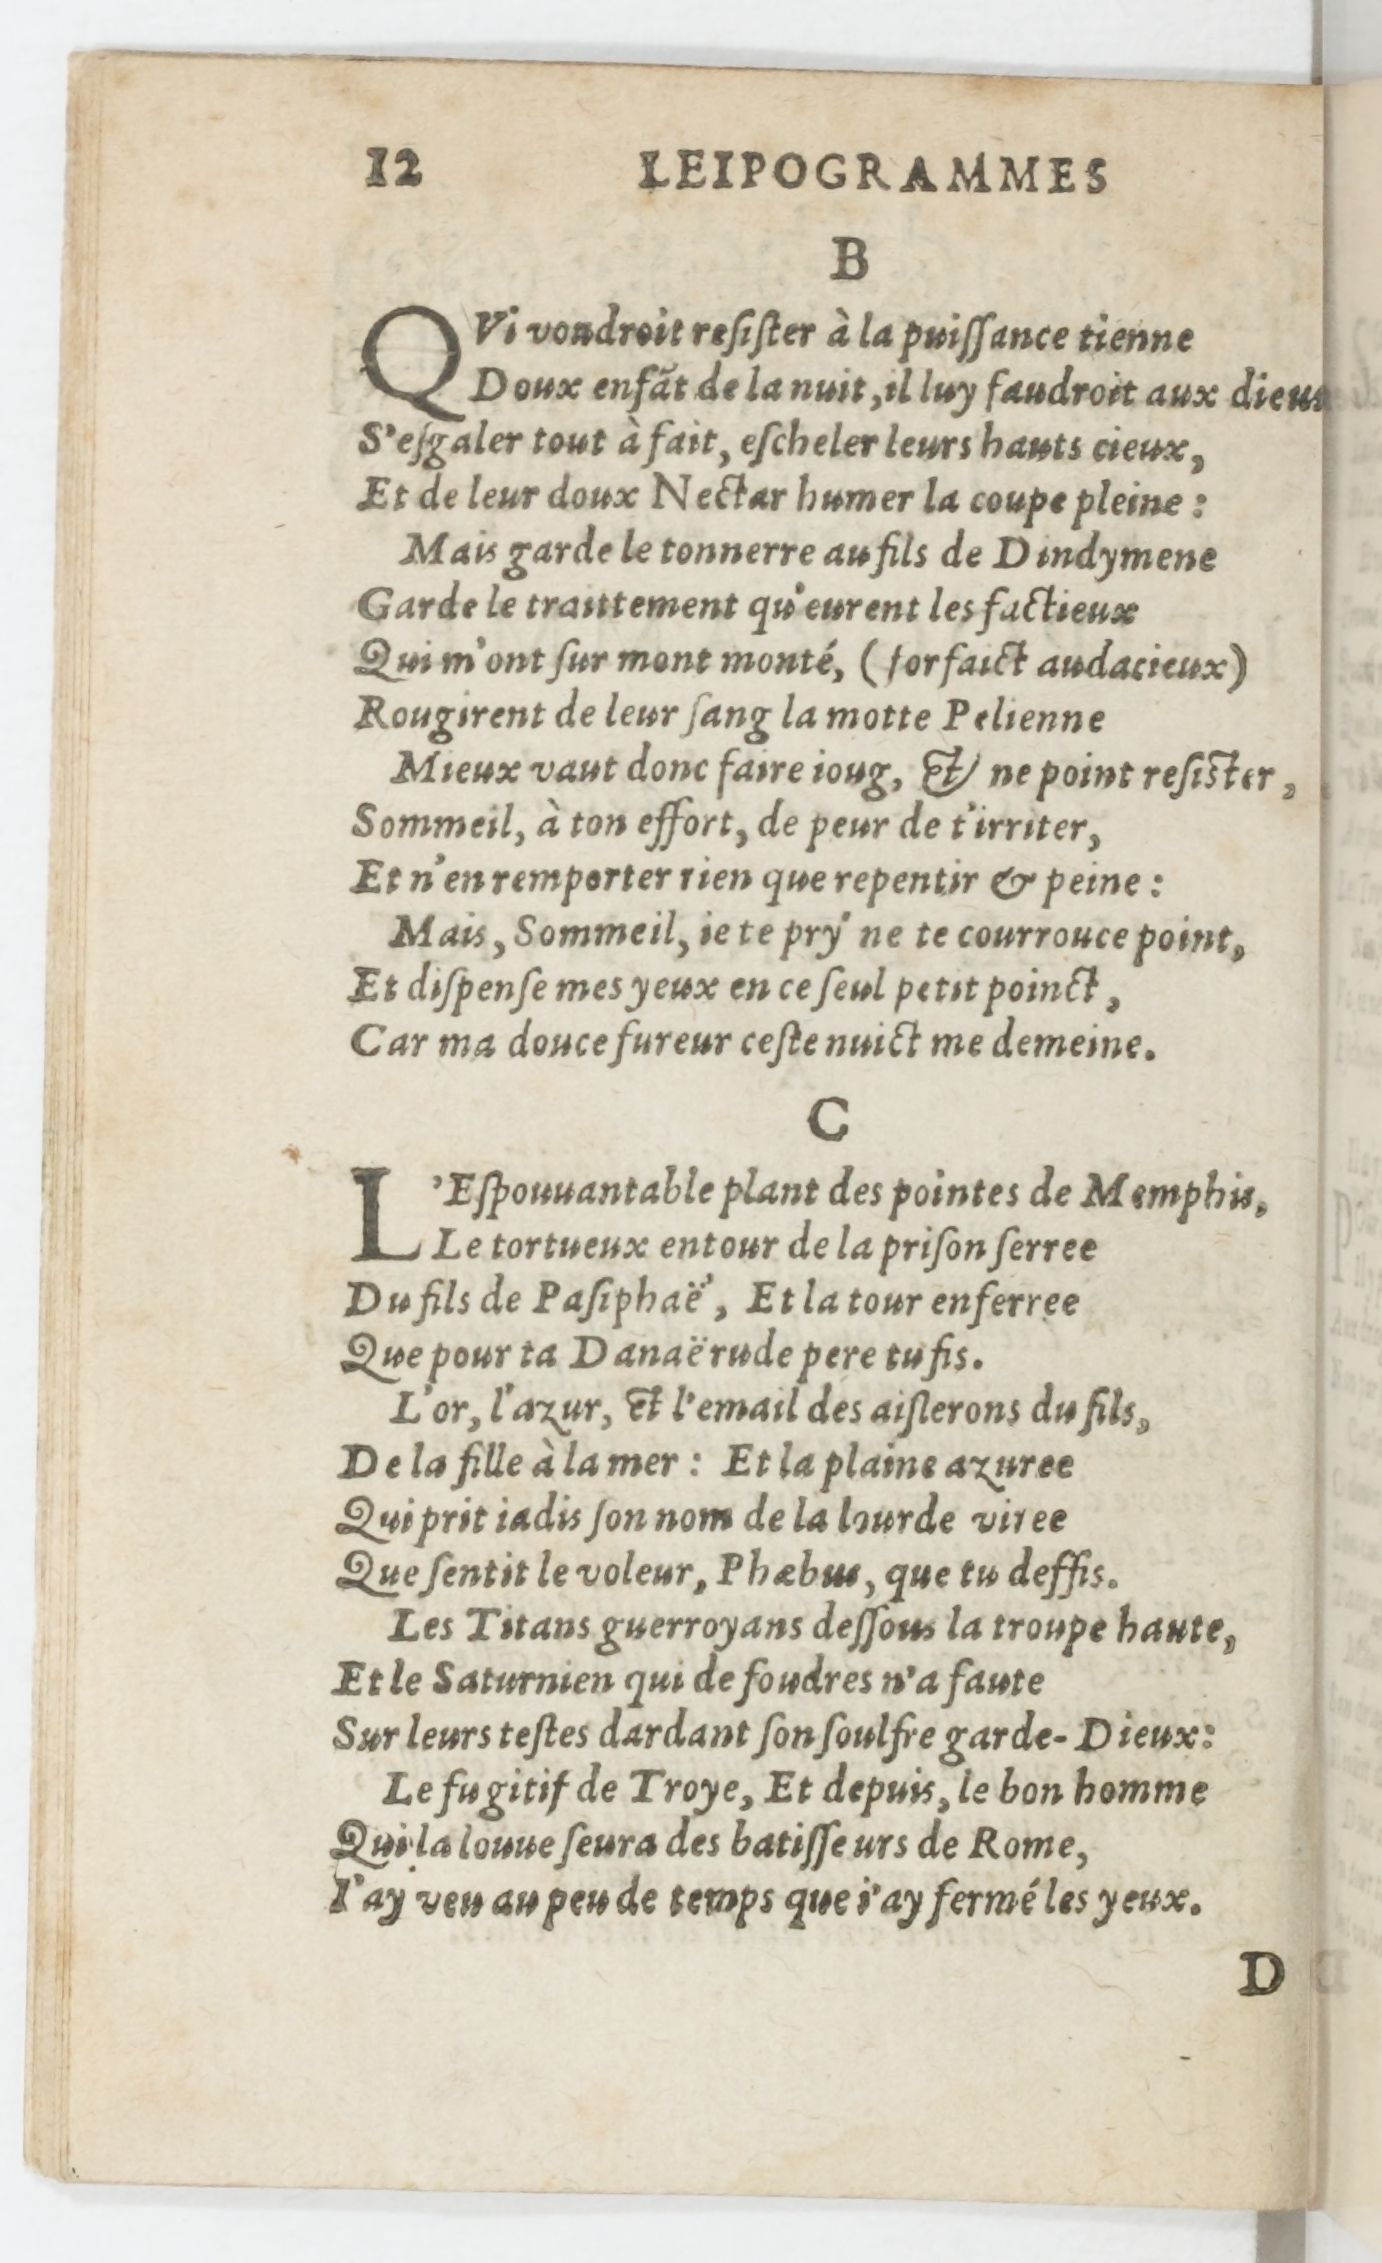 12 LEIPOGRAMMES
B
QVi voudroit resister à la puissance tienne
Doux enfãt de la nuit, il luy faudroit aux dieux
S'esgaler tout à fait, escheler leurs hauts cieux,
Et de leur doux Nectar humer la coupe pleine :
Mais garde le tonnerre au fils de Dindymene
Garde le traittement qu'eurent les factieux
Qui m'ont sur mont monté, (forfaict audacieux)
Rougirent de leur sang la motte Pelienne
Mieux vaut donc faire ioug, & ne point resister,
Sommeil, à ton effort, de peur de t'irriter,
Et n'en remporter rien que repentir & peine :
Mais, Sommeil, ie te pry' ne te courrouce point,
Et dispense mes yeux en ce seul petit poinct,
Car ma douce fureur ceste nuict me demeine.
C
L'Espouuantable plant des pointes de Memphis,
Le tortueux entour de la prison serree
Du fils de Pasiphaë', Et la tour enferree
Que pour ta Danaë rude pere tu fis.
L'or, l'azur, et l'email des aislerons du fils,
De la fille à la mer : Et la plaine azuree
Qui prit iadis son nom de la lourde viree
Que sentit le voleur, Phæbus, que tu deffis.
Les Titans guerroyans dessous la troupe haute,
Et le Saturnien qui de foudres n'a faute
Sur leurs testes dardant son soulfre garde-Dieux:
Le fugitif de Troye, Et depuis, le bon homme
Qui la louue seura des batisseurs de Rome,
I'ay veu au peu de temps que i'ay fermé les yeux.
D